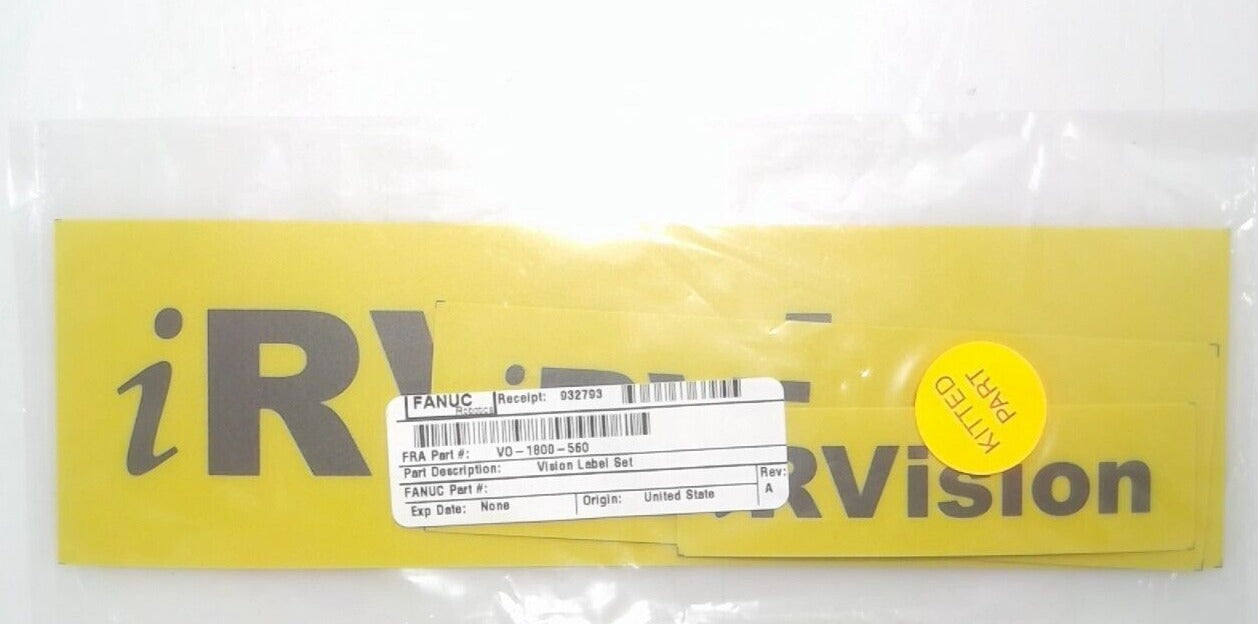 iRV
iRVi
iRVision
KITTED
PART
FANUC
Robotics
Receipt: 932793
FRA Part #: VO-1800-560
Part Description: Vision Label Set
FANUC Part #:
Rev:
A
Exp Date: None
Origin: United State